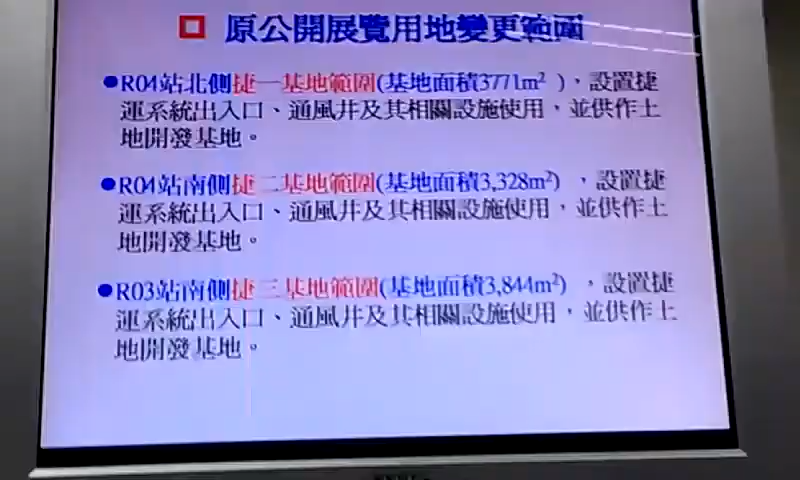 原公開展覽用地變更範圍
●R04站北側捷一基地範圍(基地面積3771m²)，設置捷
運系統出入口、通風井及其相關設施使用，並供作土
地開發基地。
●R04站南側捷二基地範圍(基地面積3,328m²)，設置捷
運系統出入口、通風井及其相關設施使用，並供作土
地開發基地。
●R03站南側捷三基地範圍(基地面積3,844m²)，設置捷
運系統出入口、通風井及其相關設施使用，並供作土
地開發基地。